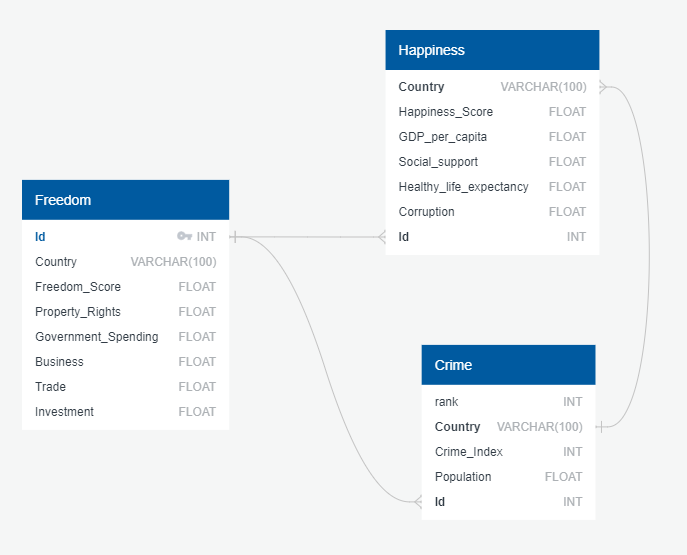 Happiness
Country VARCHAR(100)
Happiness_Score FLOAT
GDP_per_capita FLOAT
Social_support FLOAT
Healthy_life_expectancy FLOAT
Corruption FLOAT
Id INT
Freedom
Id INT
Country VARCHAR(100)
Freedom_Score FLOAT
Property_Rights FLOAT
Government_Spending FLOAT
Business FLOAT
Trade FLOAT
Investment FLOAT
Crime
rank INT
Country VARCHAR(100)
Crime_Index INT
Population FLOAT
Id INT